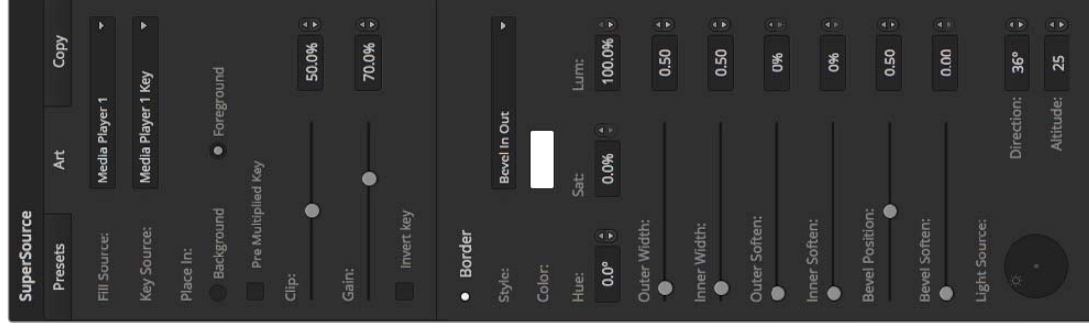 SuperSource
Presets Art Copy
Fill Source: Media Player 1
Key Source: Media Player 1 Key
Place In:
Background Foreground
Pre Multiplied Key
Clip: 50.0%
Gain: 70.0%
Invert key
Border
Style: Bevel In Out
Color:
Hue: Sat: Lum:
0.0° 0.0% 100.0%
Outer Width: 0.50
Inner Width: 0.50
Outer Soften: 0%
Inner Soften: 0%
Bevel Position: 0.50
Bevel Soften: 0.00
Light Source:
Direction: 36°
Altitude: 25